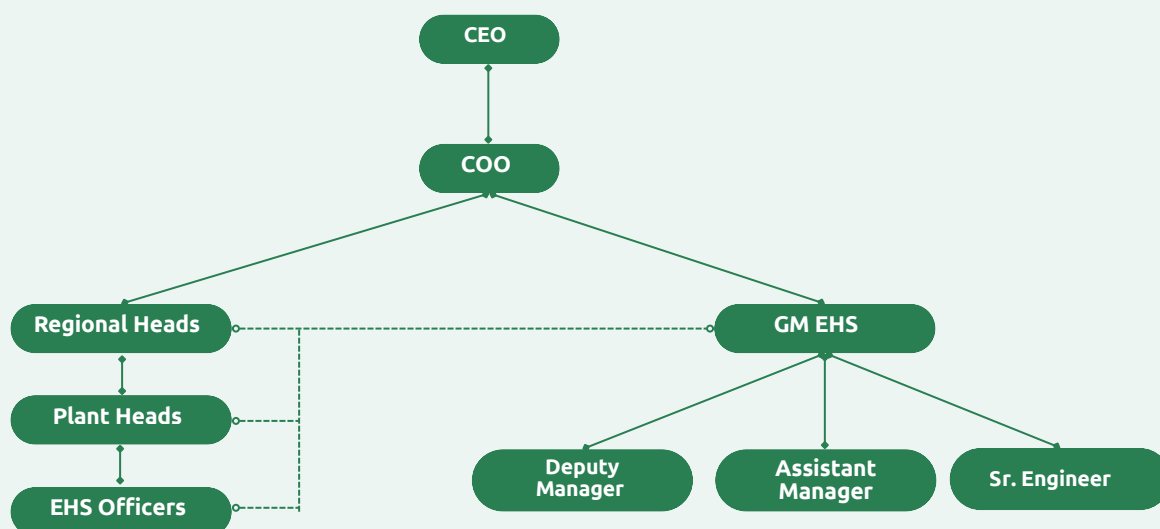 CEO
COO
Regional Heads
GM EHS
Plant Heads
Deputy
Manager
Assistant
Manager
Sr. Engineer
EHS Officers